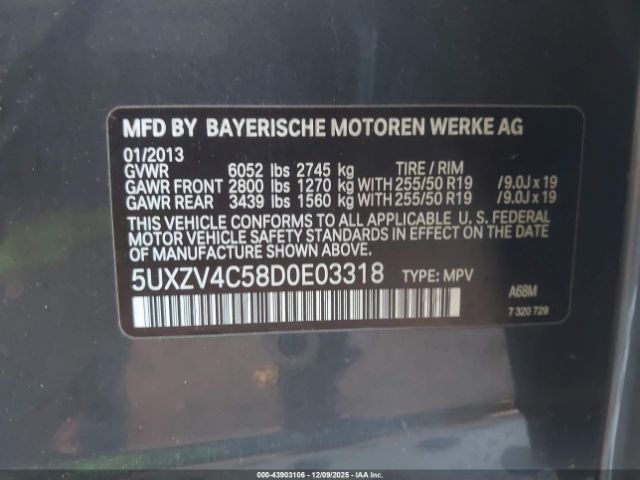 MFD BY BAYERISCHE MOTOREN WERKE AG
01/2013
GVWR 6052 lbs 2745 kg TIRE / RIM
GAWR FRONT 2800 lbs 1270 kg WITH 255/50 R19 /9.0J x 19
GAWR REAR 3439 lbs 1560 kg WITH 255/50 R19 /9.0J x 19
THIS VEHICLE CONFORMS TO ALL APPLICABLE U. S. FEDERAL
MOTOR VEHICLE SAFETY STANDARDS IN EFFECT ON THE DATE
OF MANUFACTURE SHOWN ABOVE.
5UXZV4C58D0E03318 TYPE: MPV
A68M
7 320 729
000-43903106 - 12/09/2025 - IAA Inc.